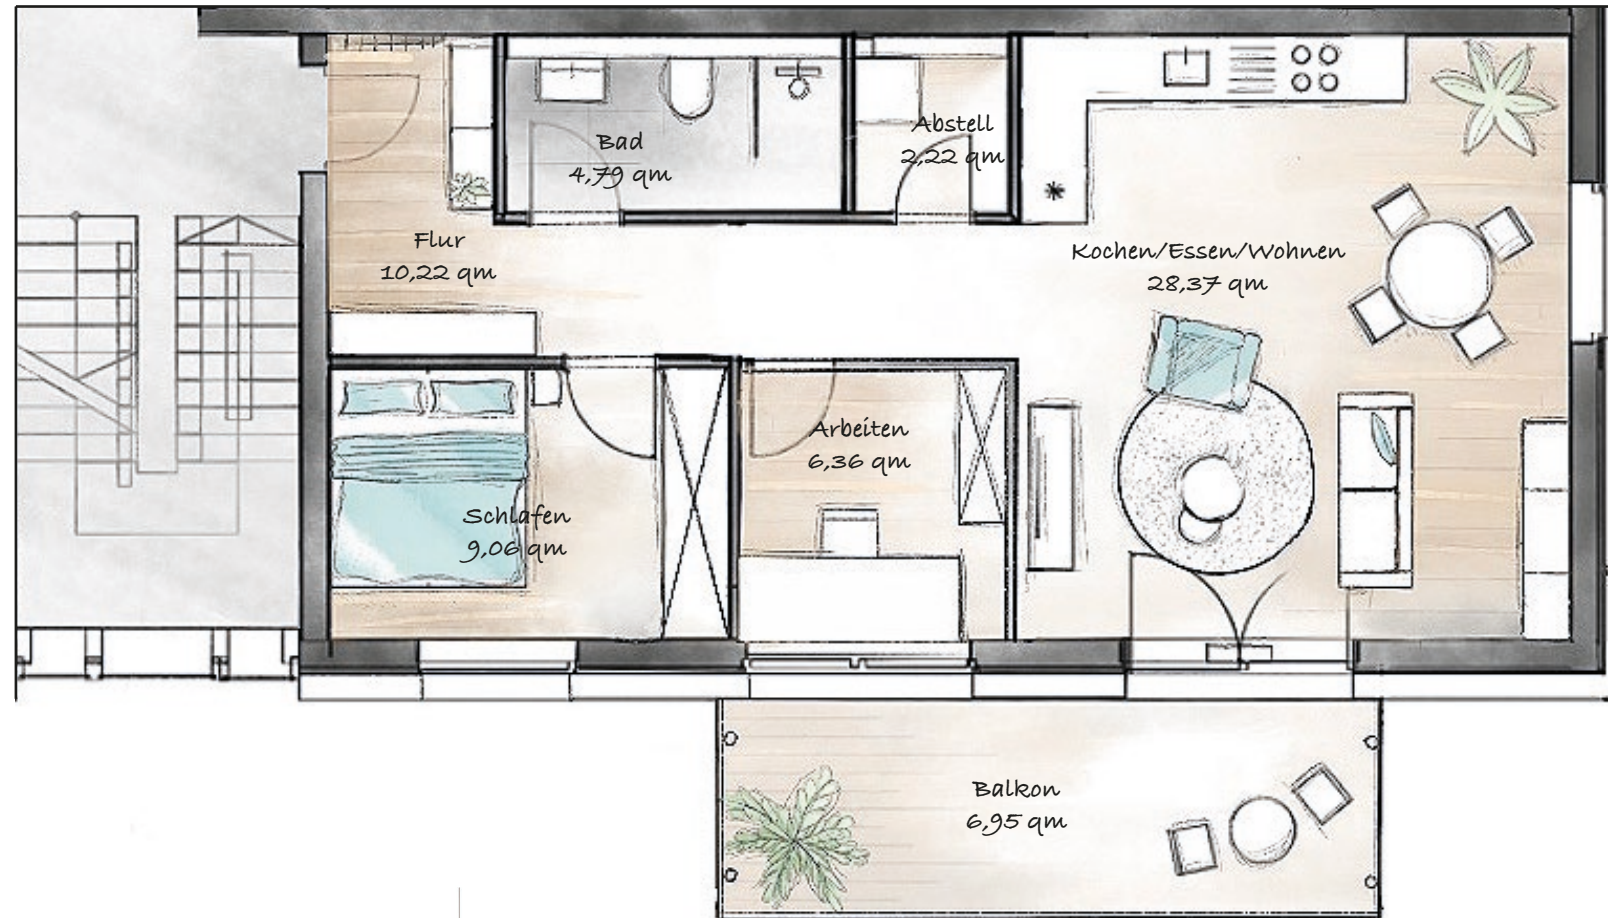 Bad
4,79 qm
Abstell
2,22 qm
Flur
10,22 qm
Kochen/Essen/Wohnen
28,37 qm
Arbeiten
6,36 qm
Schlafen
9,06 qm
Balkon
6,95 qm